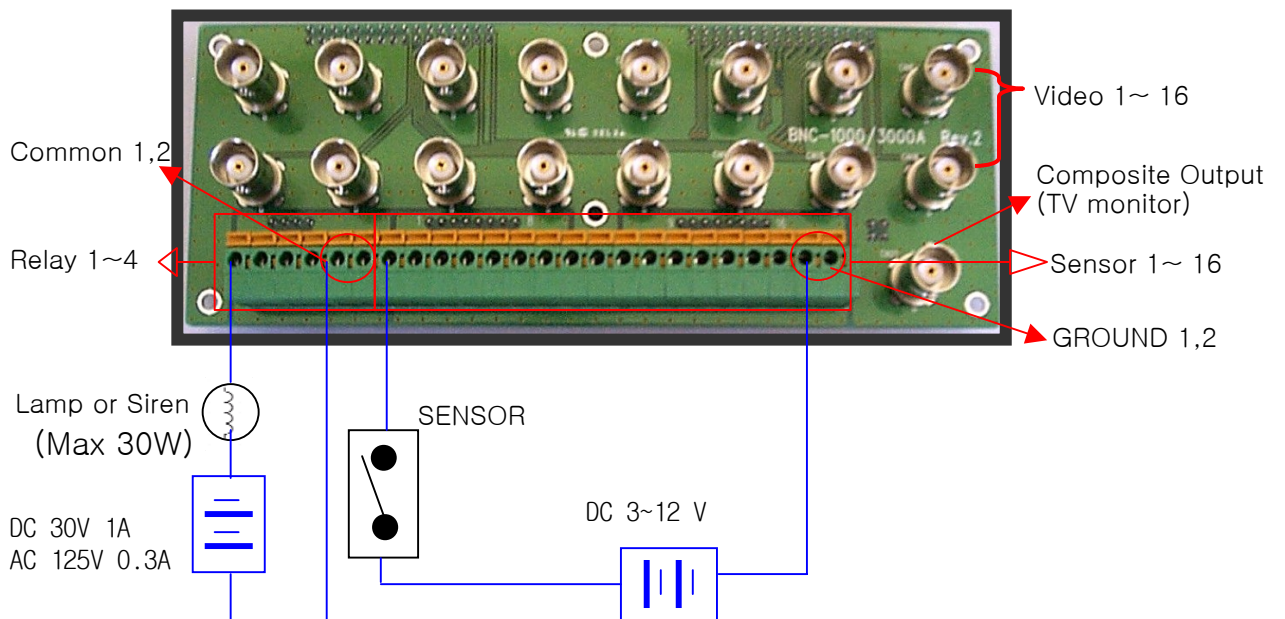 Video 1~ 16
BNC-1000/3000A Rev.2
Common 1,2
Composite Output
(TV monitor)
Relay 1~4
Sensor 1~ 16
GROUND 1,2
Lamp or Siren
(Max 30W)
SENSOR
DC 30V 1A
AC 125V 0.3A
DC 3~12 V